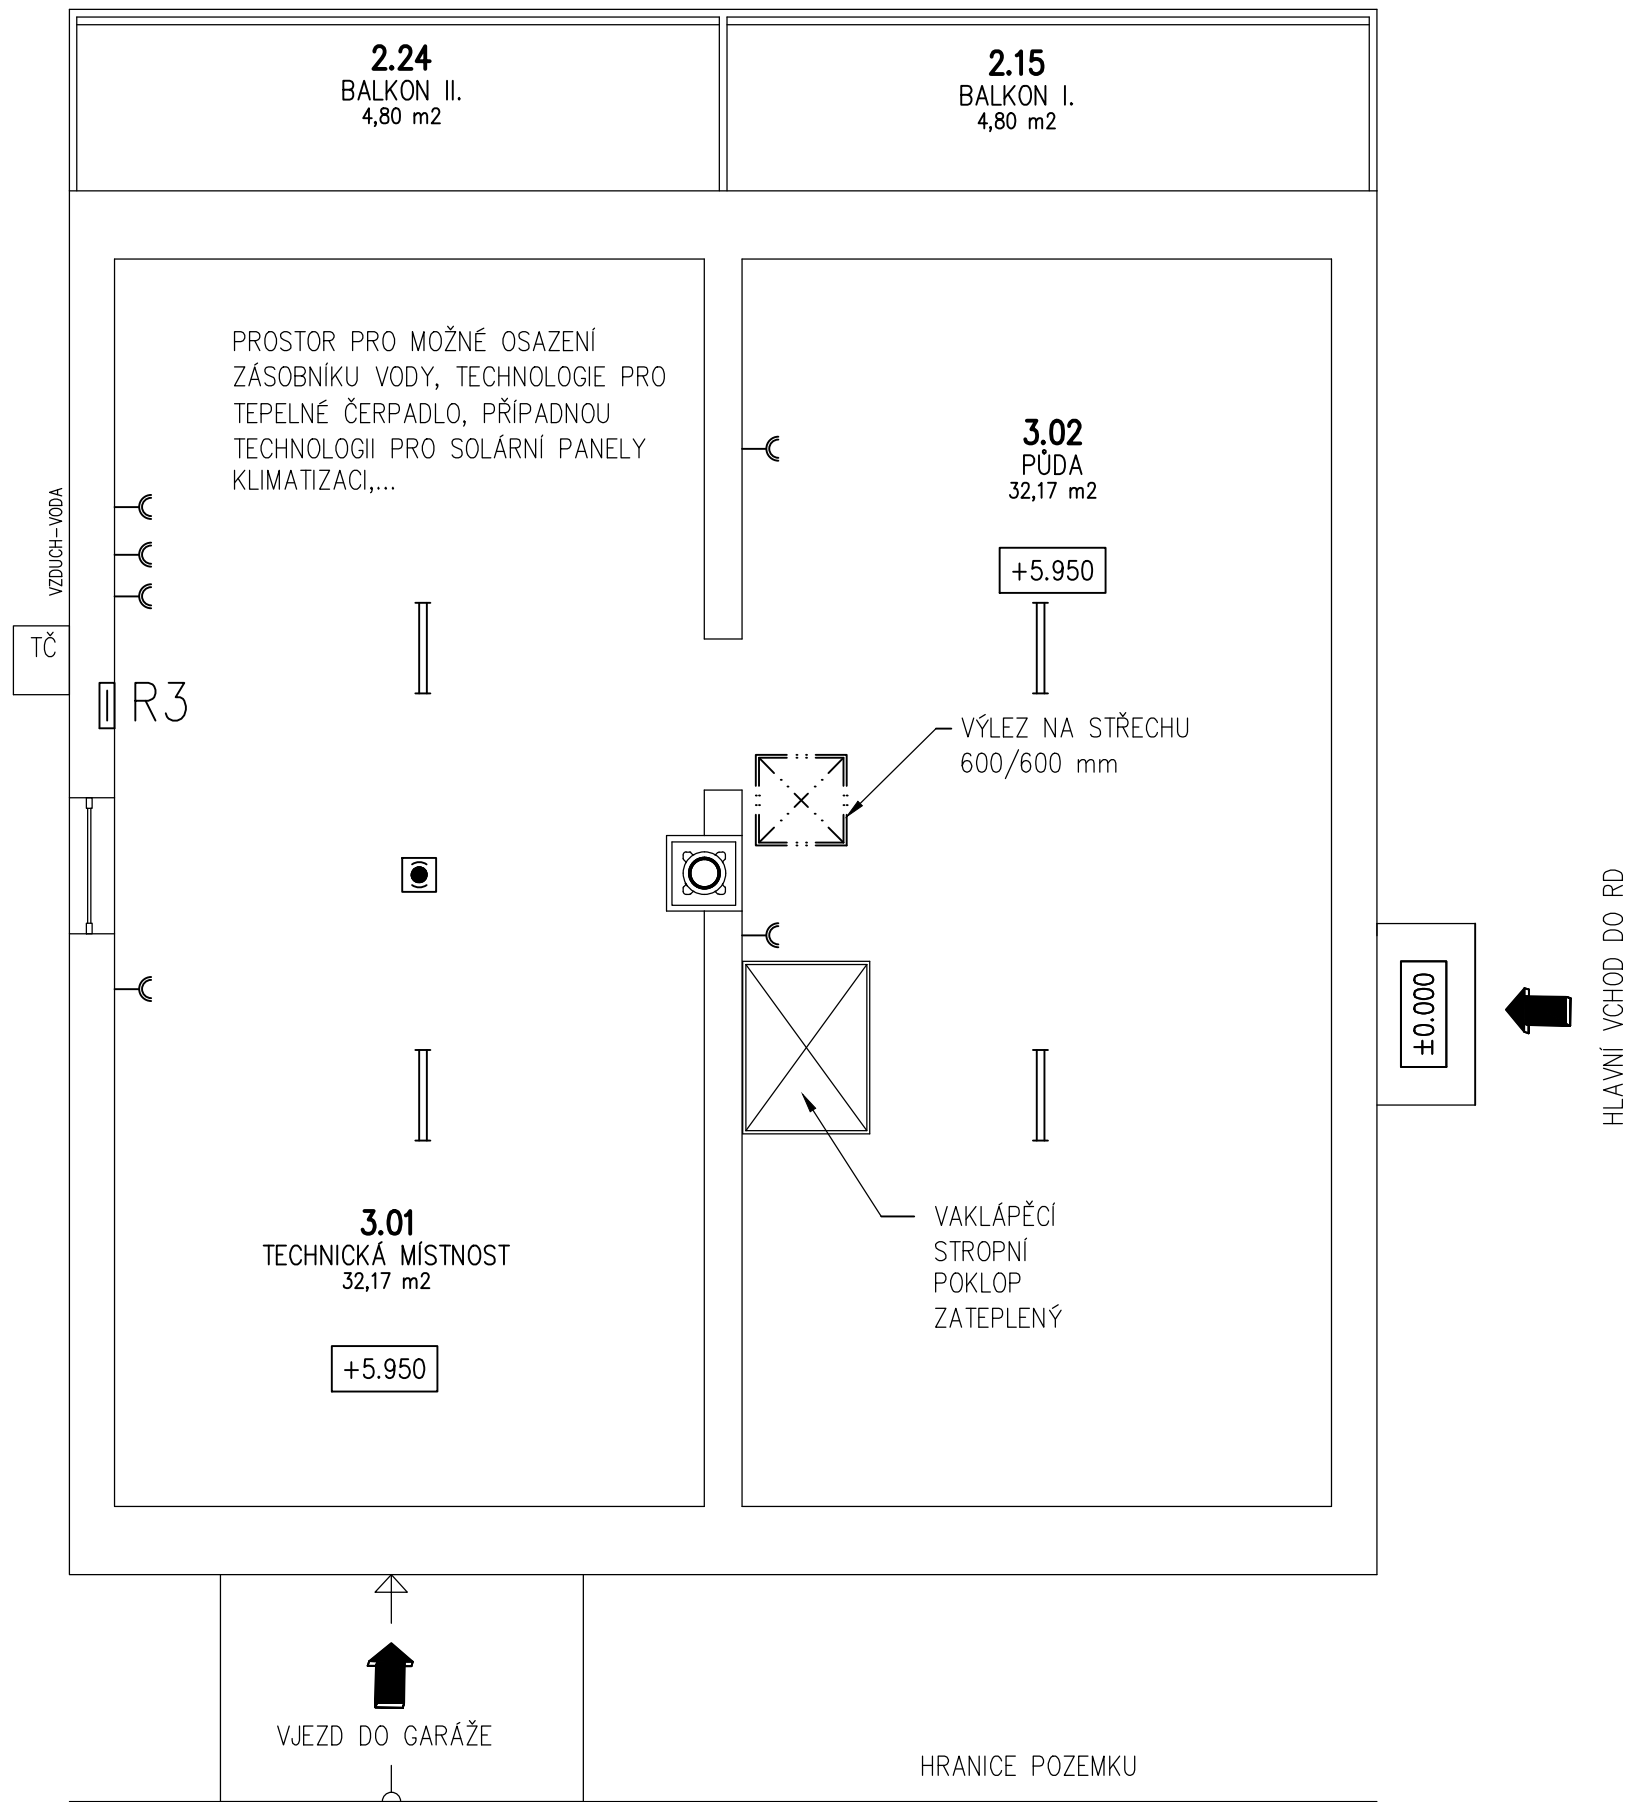 2.24
BALKON II.
4,80 m2
2.15
BALKON I.
4,80 m2
PROSTOR PRO MOŽNÉ OSAZENÍ
ZÁSOBNÍKU VODY, TECHNOLOGIE PRO
TEPELNÉ ČERPADLO, PŘÍPADNOU
TECHNOLOGII PRO SOLÁRNÍ PANELY
KLIMATIZACI,...
3.02
PŮDA
32,17 m2
+5.950
VZDUCH-VODA
TČ
R3
VÝLEZ NA STŘECHU
600/600 mm
±0.000
HLAVNÍ VCHOD DO RD
3.01
TECHNICKÁ MÍSTNOST
32,17 m2
+5.950
VAKLÁPĚCÍ
STROPNÍ
POKLOP
ZATEPLENÝ
VJEZD DO GARÁŽE
HRANICE POZEMKU